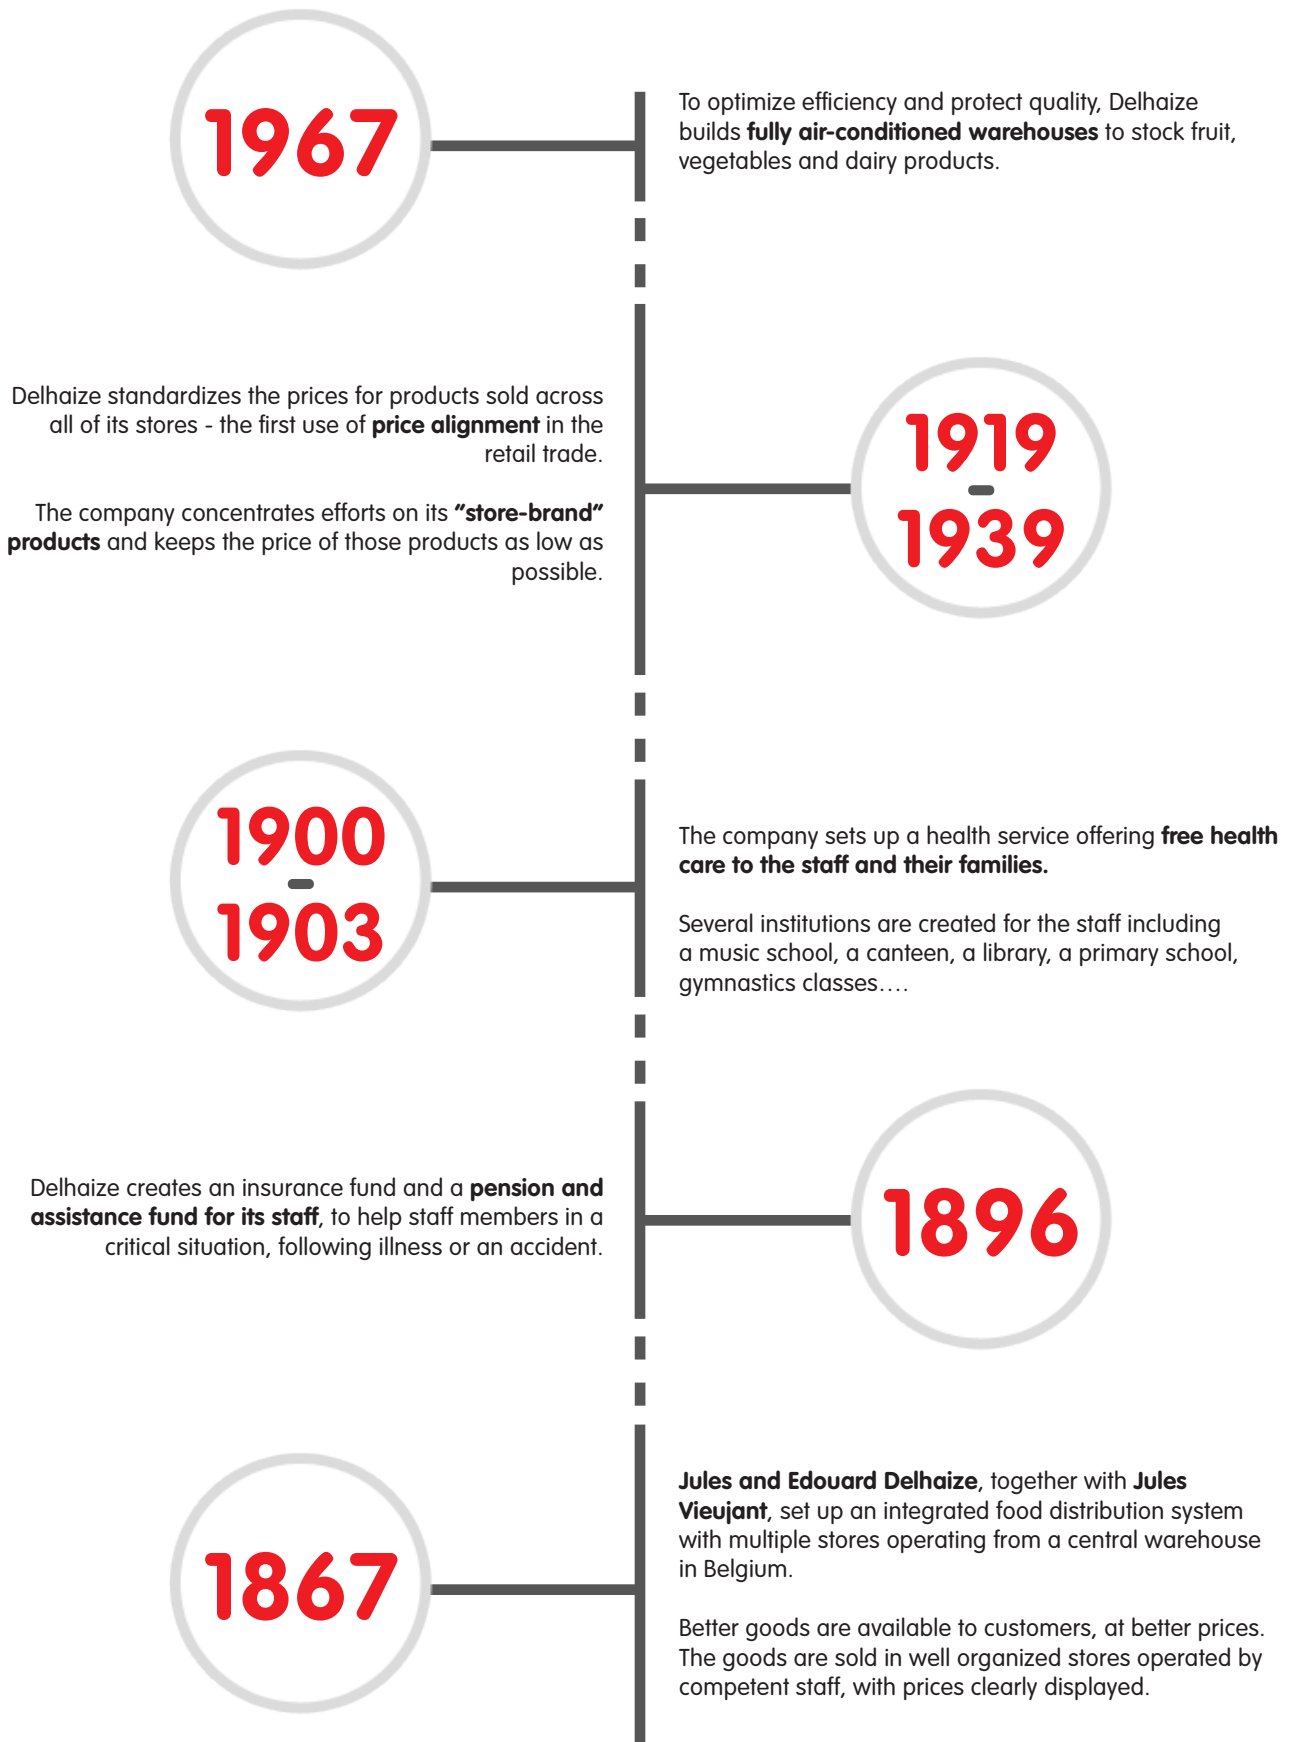 1967
To optimize efficiency and protect quality, Delhaize
builds fully air-conditioned warehouses to stock fruit,
vegetables and dairy products.
Delhaize standardizes the prices for products sold across
all of its stores - the first use of price alignment in the
retail trade.
The company concentrates efforts on its “store-brand”
products and keeps the price of those products as low as
possible.
1919
-
1939
1900
-
1903
The company sets up a health service offering free health
care to the staff and their families.
Several institutions are created for the staff including
a music school, a canteen, a library, a primary school,
gymnastics classes….
Delhaize creates an insurance fund and a pension and
assistance fund for its staff, to help staff members in a
critical situation, following illness or an accident.
1896
1867
Jules and Edouard Delhaize, together with Jules
Vieujant, set up an integrated food distribution system
with multiple stores operating from a central warehouse
in Belgium.
Better goods are available to customers, at better prices.
The goods are sold in well organized stores operated by
competent staff, with prices clearly displayed.